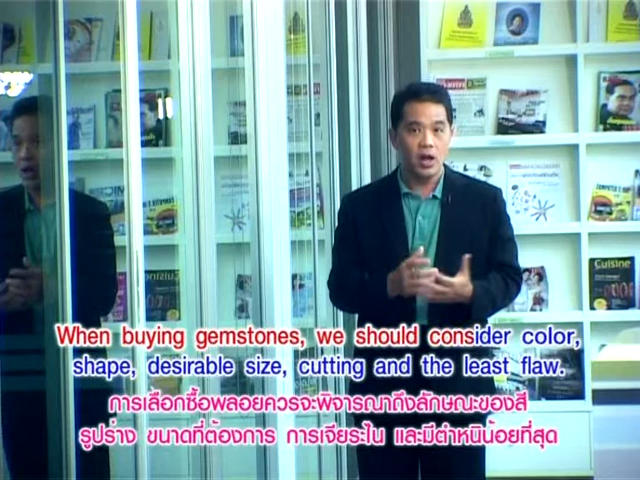 Cuisine
When buying gemstones, we should consider color,
shape, desirable size, cutting and the least flaw.
การเลือกซื้อพลอยควรจะพิจารณาถึงลักษณะของสี
รูปร่าง ขนาดที่ต้องการ การเจียระไน และมีตำหนิน้อยที่สุด